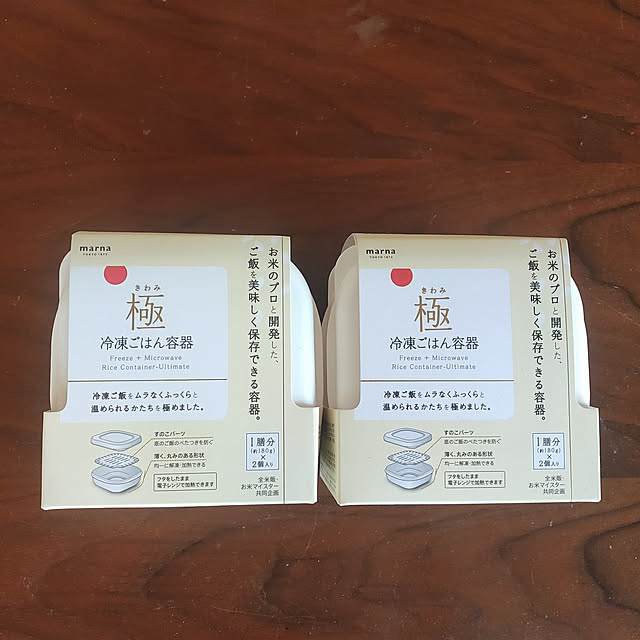 marna
TOKYO 1872
お米のプロと開発した、
ご飯を美味しく保存できる容器。
きわみ
極
冷凍ごはん容器
Freeze + Microwave
Rice Container-Ultimate
冷凍ご飯をムラなくふっくらと
温められるかたちを極めました。
すのこパーツ
底のご飯のべたつきを防ぐ
薄く、丸みのある形状
均一に解凍・加熱できる
フタをしたまま
電子レンジで加熱できます
1膳分
(約180g)
×
2個入り
全米販・
お米マイスター
共同企画
marna
TOKYO 1872
お米のプロと開発した、
ご飯を美味しく保存できる容器。
きわみ
極
冷凍ごはん容器
Freeze + Microwave
Rice Container-Ultimate
冷凍ご飯をムラなくふっくらと
温められるかたちを極めました。
すのこパーツ
底のご飯のべたつきを防ぐ
薄く、丸みのある形状
均一に解凍・加熱できる
フタをしたまま
電子レンジで加熱できます
1膳分
(約180g)
×
2個入り
全米販・
お米マイスター
共同企画